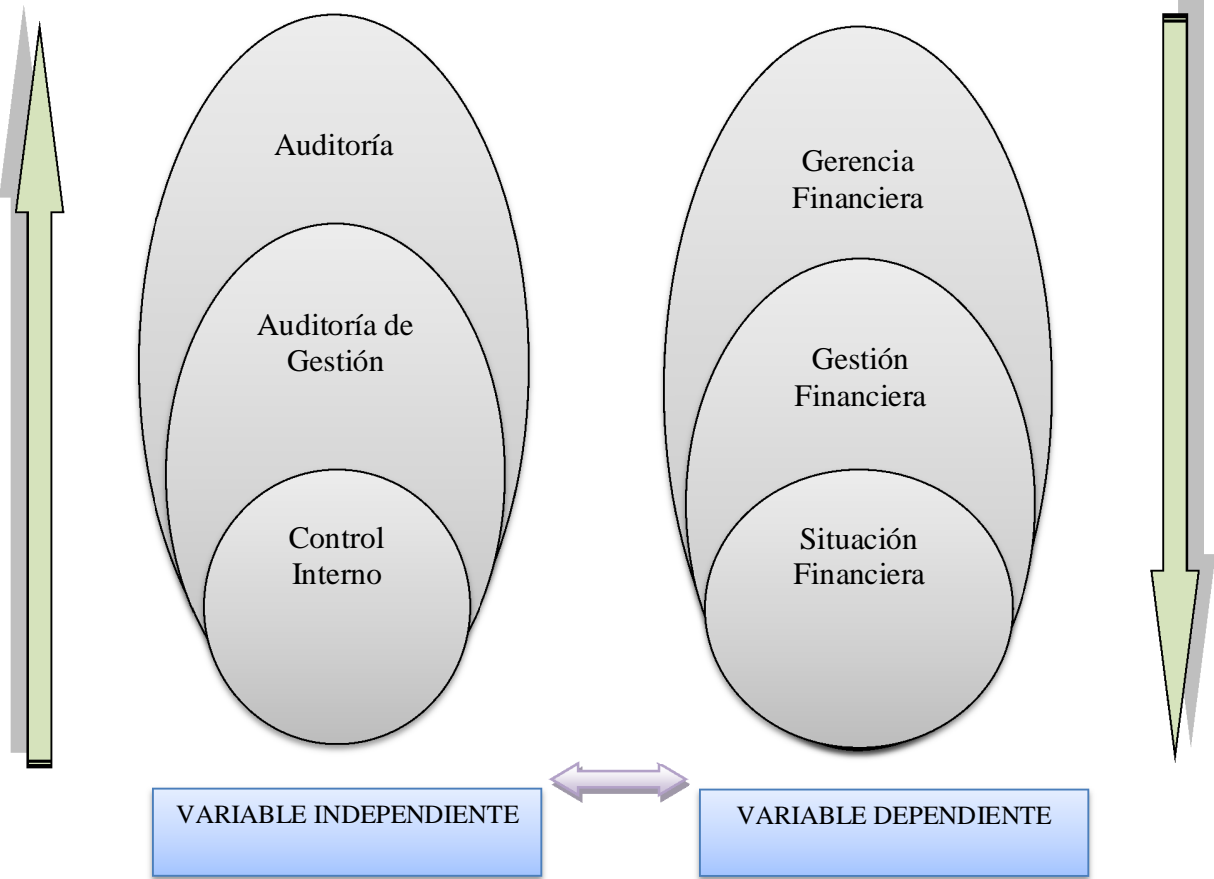 Auditoría
Auditoría de
Gestión
Control
Interno
Gerencia
Financiera
Gestión
Financiera
Situación
Financiera
VARIABLE INDEPENDIENTE
VARIABLE DEPENDIENTE